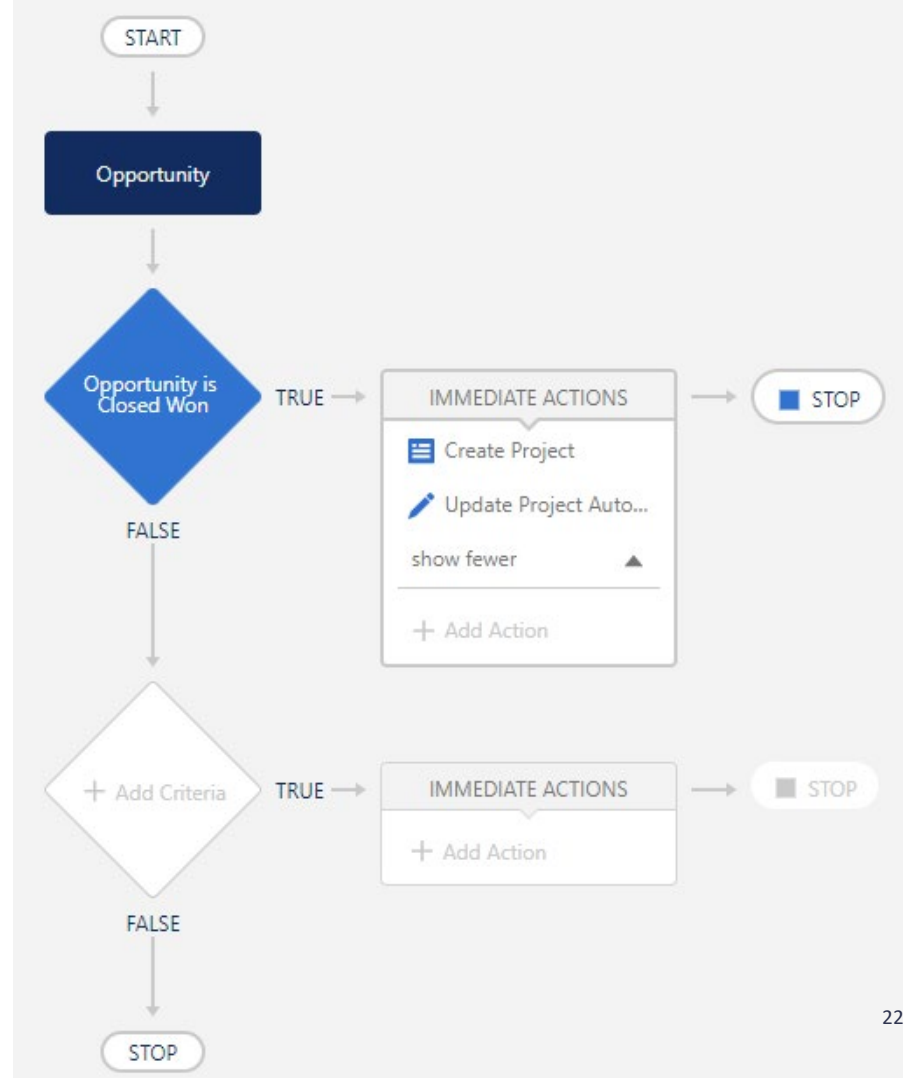 START
Opportunity
Opportunity is
Closed Won
TRUE
IMMEDIATE ACTIONS
STOP
Create Project
Update Project Auto...
show fewer
+ Add Action
FALSE
+ Add Criteria
TRUE
IMMEDIATE ACTIONS
STOP
+ Add Action
FALSE
STOP
22